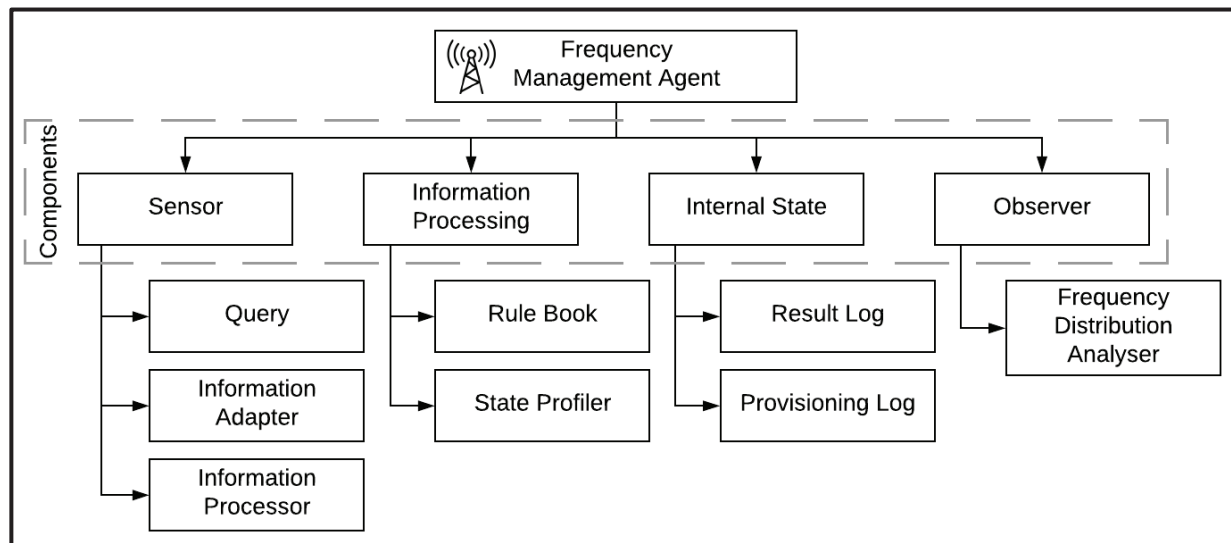 Frequency
Management Agent
Components
Sensor
Information
Processing
Internal State
Observer
Query
Rule Book
Result Log
Frequency
Distribution
Analyser
Information
Adapter
State Profiler
Provisioning Log
Information
Processor